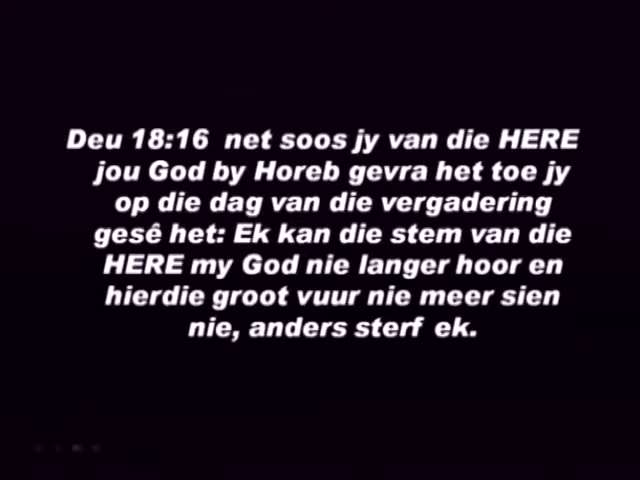 Deu 18:16 net soos jy van die HERE
jou God by Horeb gevra het toe jy
op die dag van die vergadering
gesê het: Ek kan die stem van die
HERE my God nie langer hoor en
hierdie groot vuur nie meer sien
nie, anders sterf ek.